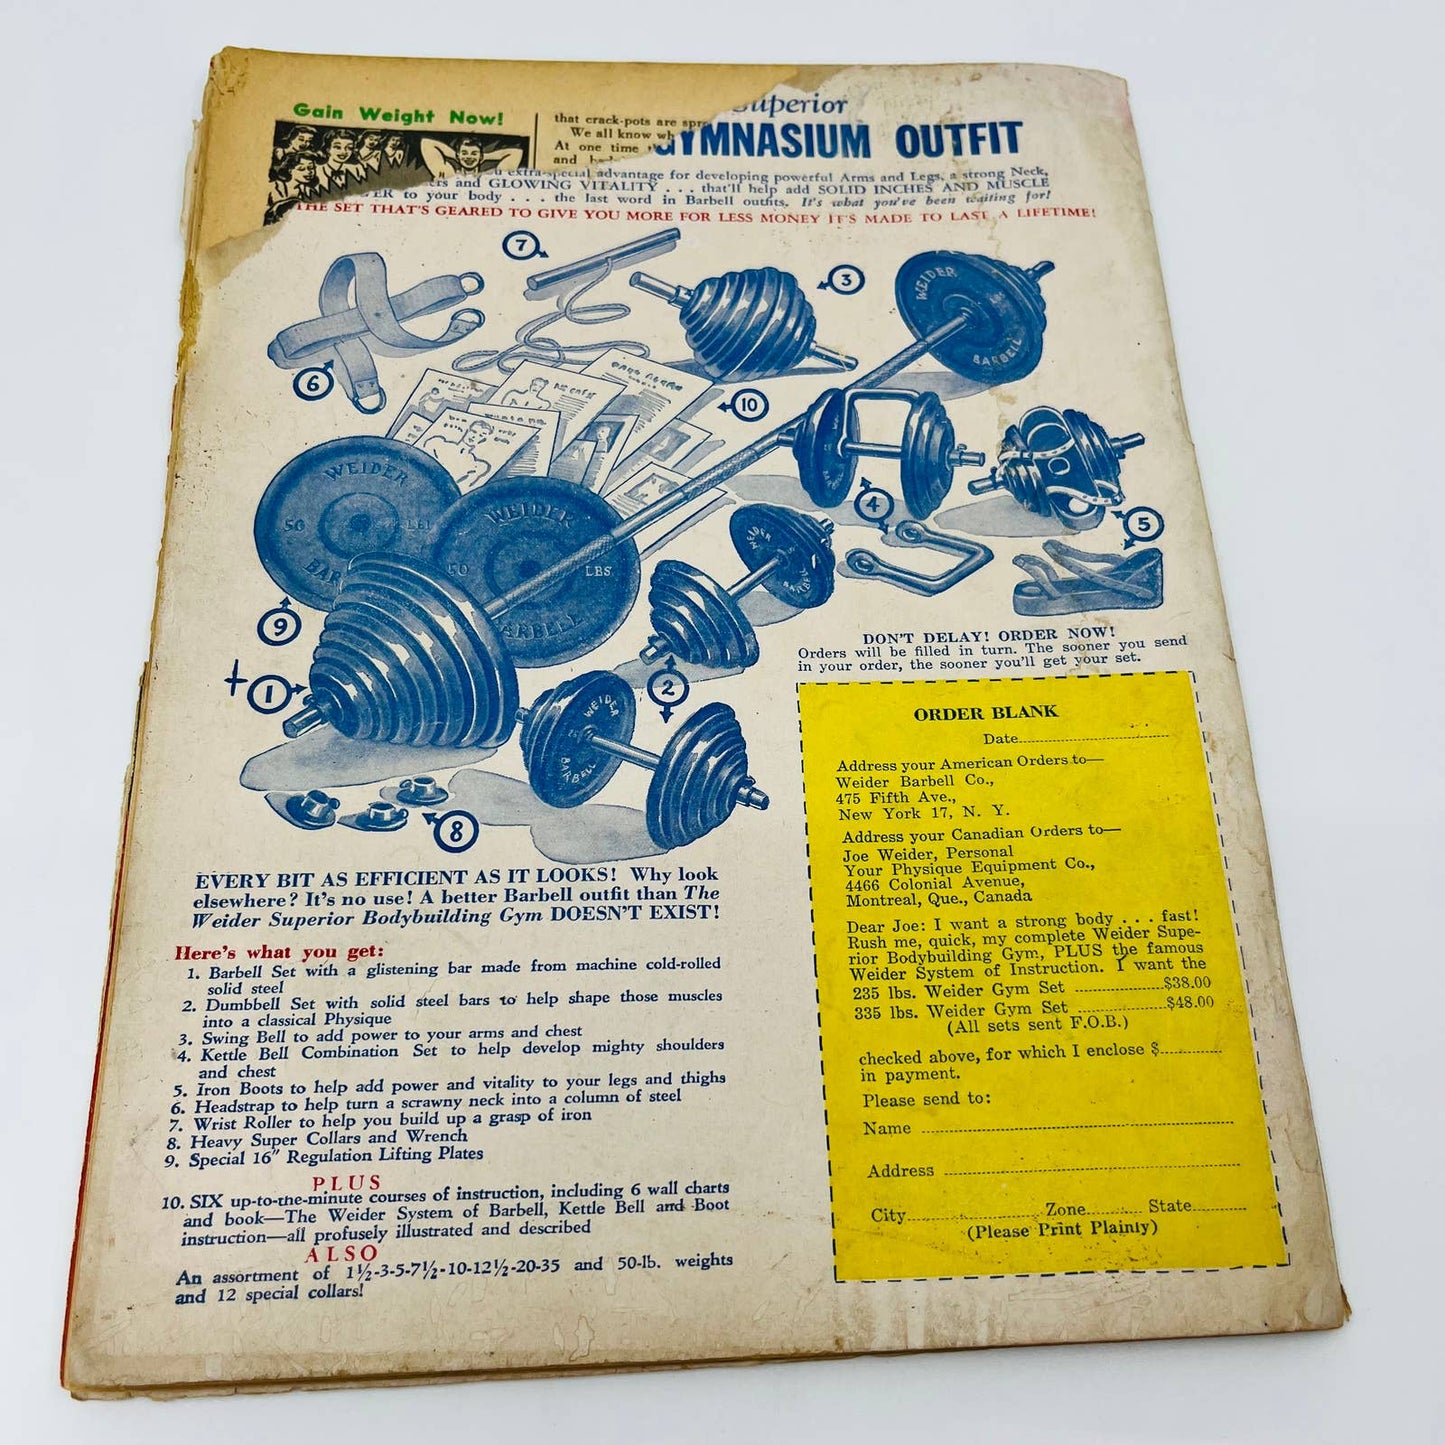 Gain Weight Now!
that crack-pots are
We all know
At one time
and
Superior
GYMNASIUM OUTFIT
extra-special advantage for developing powerful Arms and Legs, a strong Neck,
and GLOWING VITALITY . . . that'll help add SOLID INCHES AND MUSCLE
to your body . . . the last word in Barbell outfits. It's what you've been waiting for!
THE SET THAT'S GEARED TO GIVE YOU MORE FOR LESS MONEY IT'S MADE TO LAST A LIFETIME!
7
3
WEIDER
BARBELL
6
10
WEIDER
50 LBS
BAR
WEIDER
50 LBS
BARBELL
4
5
WEIDER
9
1
2
WEIDER
BARBELL
8
DON'T DELAY! ORDER NOW!
Orders will be filled in turn. The sooner you send
in your order, the sooner you'll get your set.
EVERY BIT AS EFFICIENT AS IT LOOKS! Why look
elsewhere? It's no use! A better Barbell outfit than The
Weider Superior Bodybuilding Gym DOESN'T EXIST!
Here's what you get:
1. Barbell Set with a glistening bar made from machine cold-rolled
solid steel
2. Dumbbell Set with solid steel bars to help shape those muscles
into a classical Physique
3. Swing Bell to add power to your arms and chest
4. Kettle Bell Combination Set to help develop mighty shoulders
and chest
5. Iron Boots to help add power and vitality to your legs and thighs
6. Headstrap to help turn a scrawny neck into a column of steel
7. Wrist Roller to help you build up a grasp of iron
8. Heavy Super Collars and Wrench
9. Special 16" Regulation Lifting Plates
PLUS
10. SIX up-to-the-minute courses of instruction, including 6 wall charts
and book—The Weider System of Barbell, Kettle Bell and Boot
instruction—all profusely illustrated and described
ALSO
An assortment of 1½-3-5-7½-10-12½-20-35 and 50-lb. weights
and 12 special collars!
ORDER BLANK
Date
Address your American Orders to—
Weider Barbell Co.,
475 Fifth Ave.,
New York 17, N. Y.
Address your Canadian Orders to—
Joe Weider, Personal
Your Physique Equipment Co.,
4466 Colonial Avenue,
Montreal, Que., Canada
Dear Joe: I want a strong body . . . fast!
Rush me, quick, my complete Weider Supe-
rior Bodybuilding Gym, PLUS the famous
Weider System of Instruction. I want the
235 lbs. Weider Gym Set ..................$38.00
335 lbs. Weider Gym Set ..................$48.00
(All sets sent F.O.B.)
checked above, for which I enclose $............
in payment.
Please send to:
Name
Address
City Zone State
(Please Print Plainly)